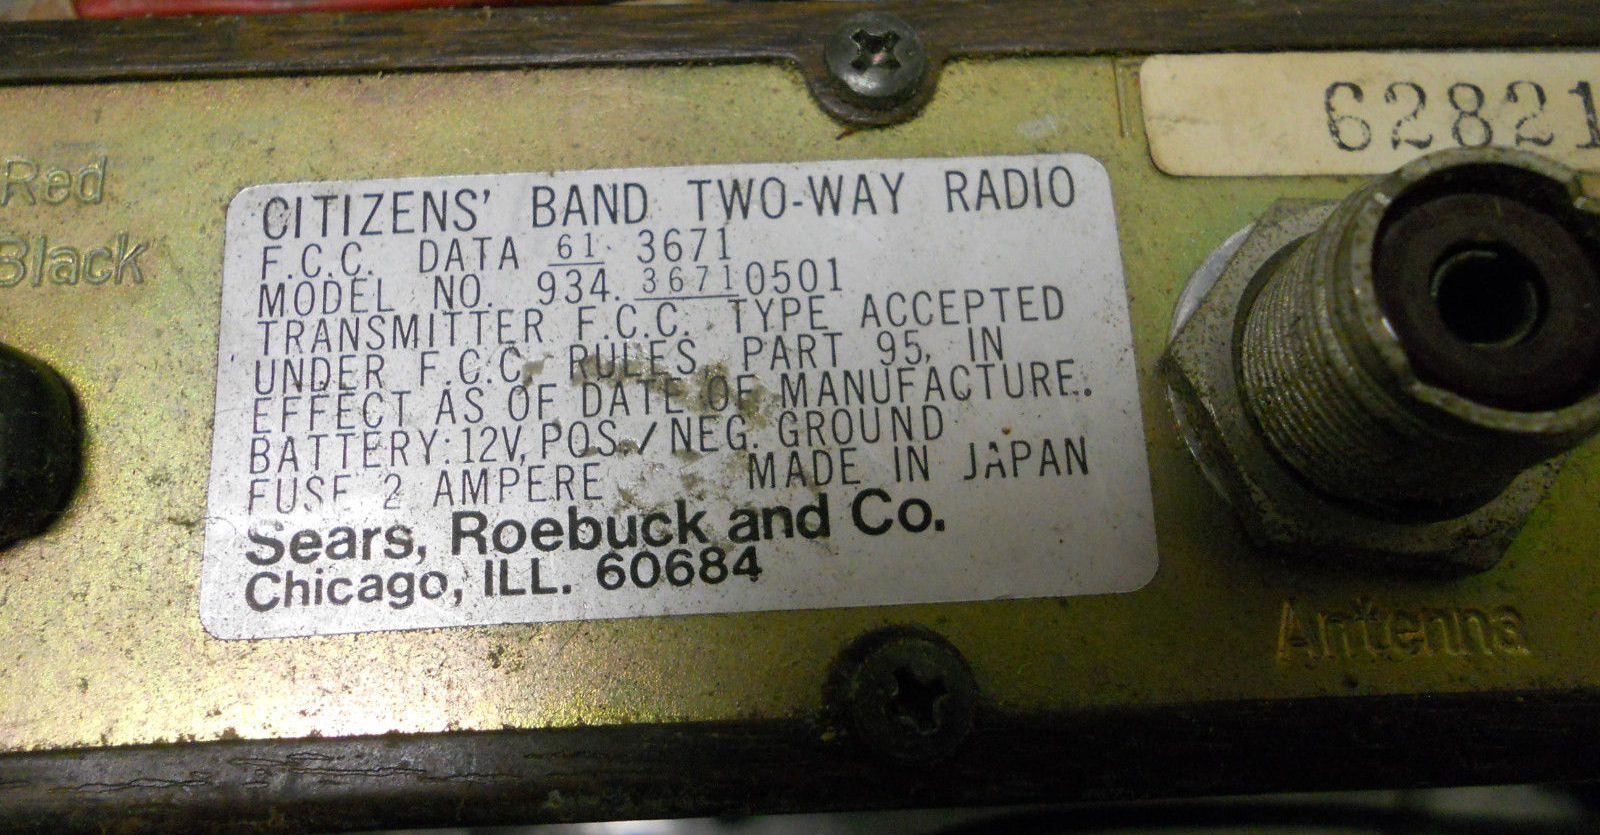 Red
Black
62821
CITIZENS' BAND TWO-WAY RADIO
F.C.C. DATA 61 3671
MODEL NO. 934.36710501
TRANSMITTER F.C.C. TYPE ACCEPTED
UNDER F.C.C. RULES, PART 95, IN
EFFECT AS OF DATE OF MANUFACTURE.
BATTERY: 12V, POS./NEG. GROUND
FUSE 2 AMPERE MADE IN JAPAN
Sears, Roebuck and Co.
Chicago, ILL. 60684
Antenna